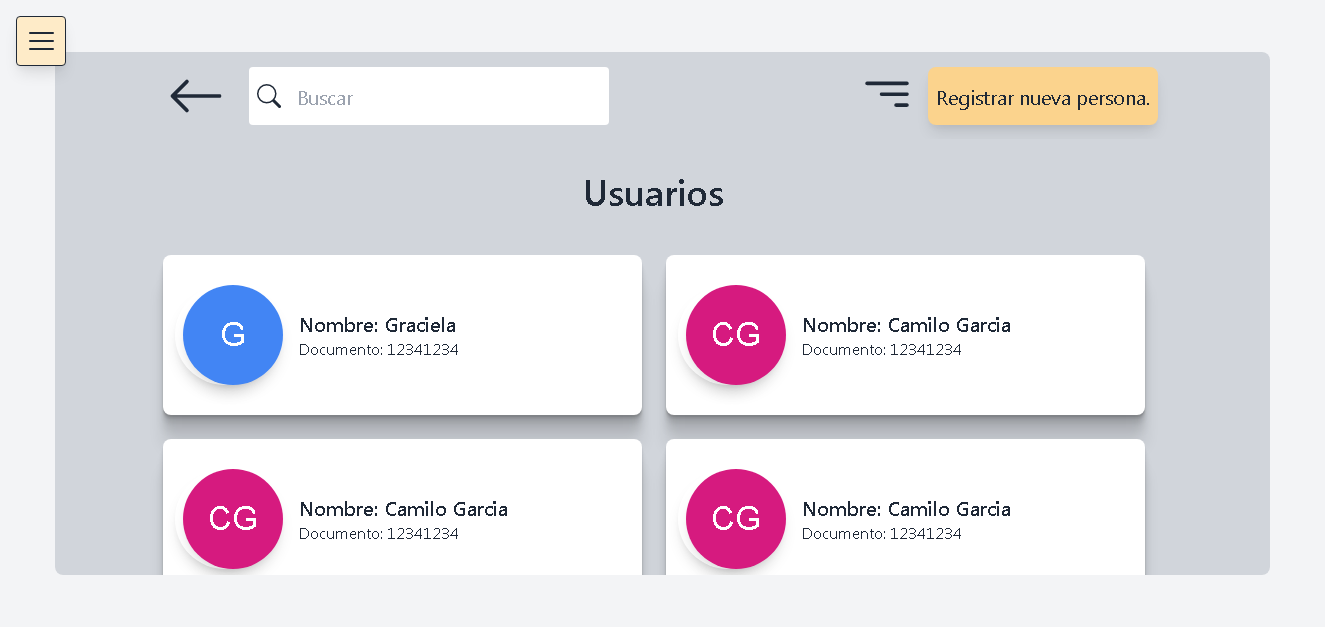 Buscar
Registrar nueva persona.
Usuarios
G
Nombre: Graciela
Documento: 12341234
CG
Nombre: Camilo Garcia
Documento: 12341234
CG
Nombre: Camilo Garcia
Documento: 12341234
CG
Nombre: Camilo Garcia
Documento: 12341234